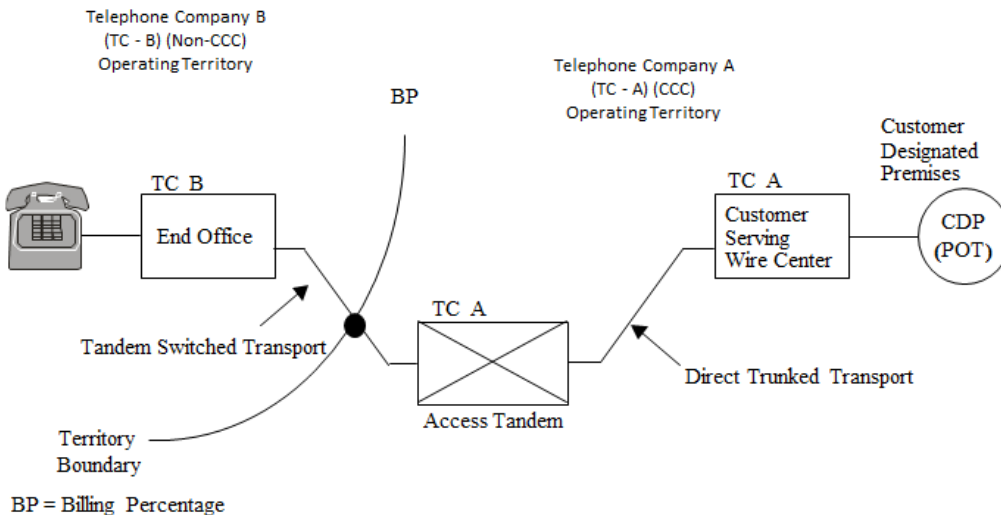 Telephone Company B
(TC - B) (Non-CCC)
Operating Territory
Telephone Company A
(TC - A) (CCC)
Operating Territory
BP
Customer
Designated
Premises
TC B
End Office
TC A
Customer
Serving
Wire Center
CDP
(POT)
TC A
Tandem Switched Transport
Direct Trunked Transport
Access Tandem
Territory
Boundary
BP = Billing Percentage